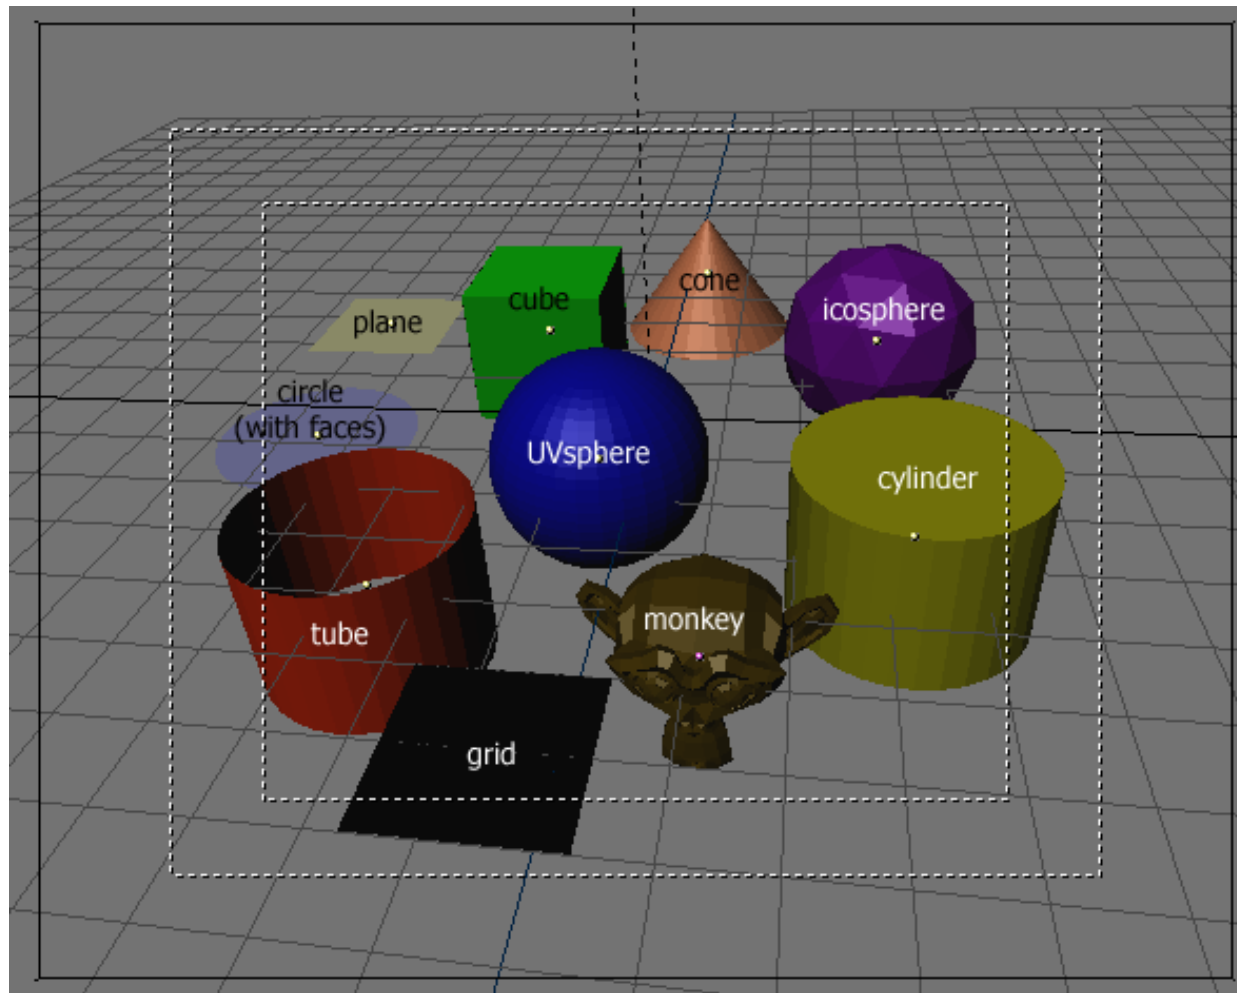 cone
cube
icosphere
plane
circle
(with faces)
UVsphere
cylinder
monkey
tube
grid